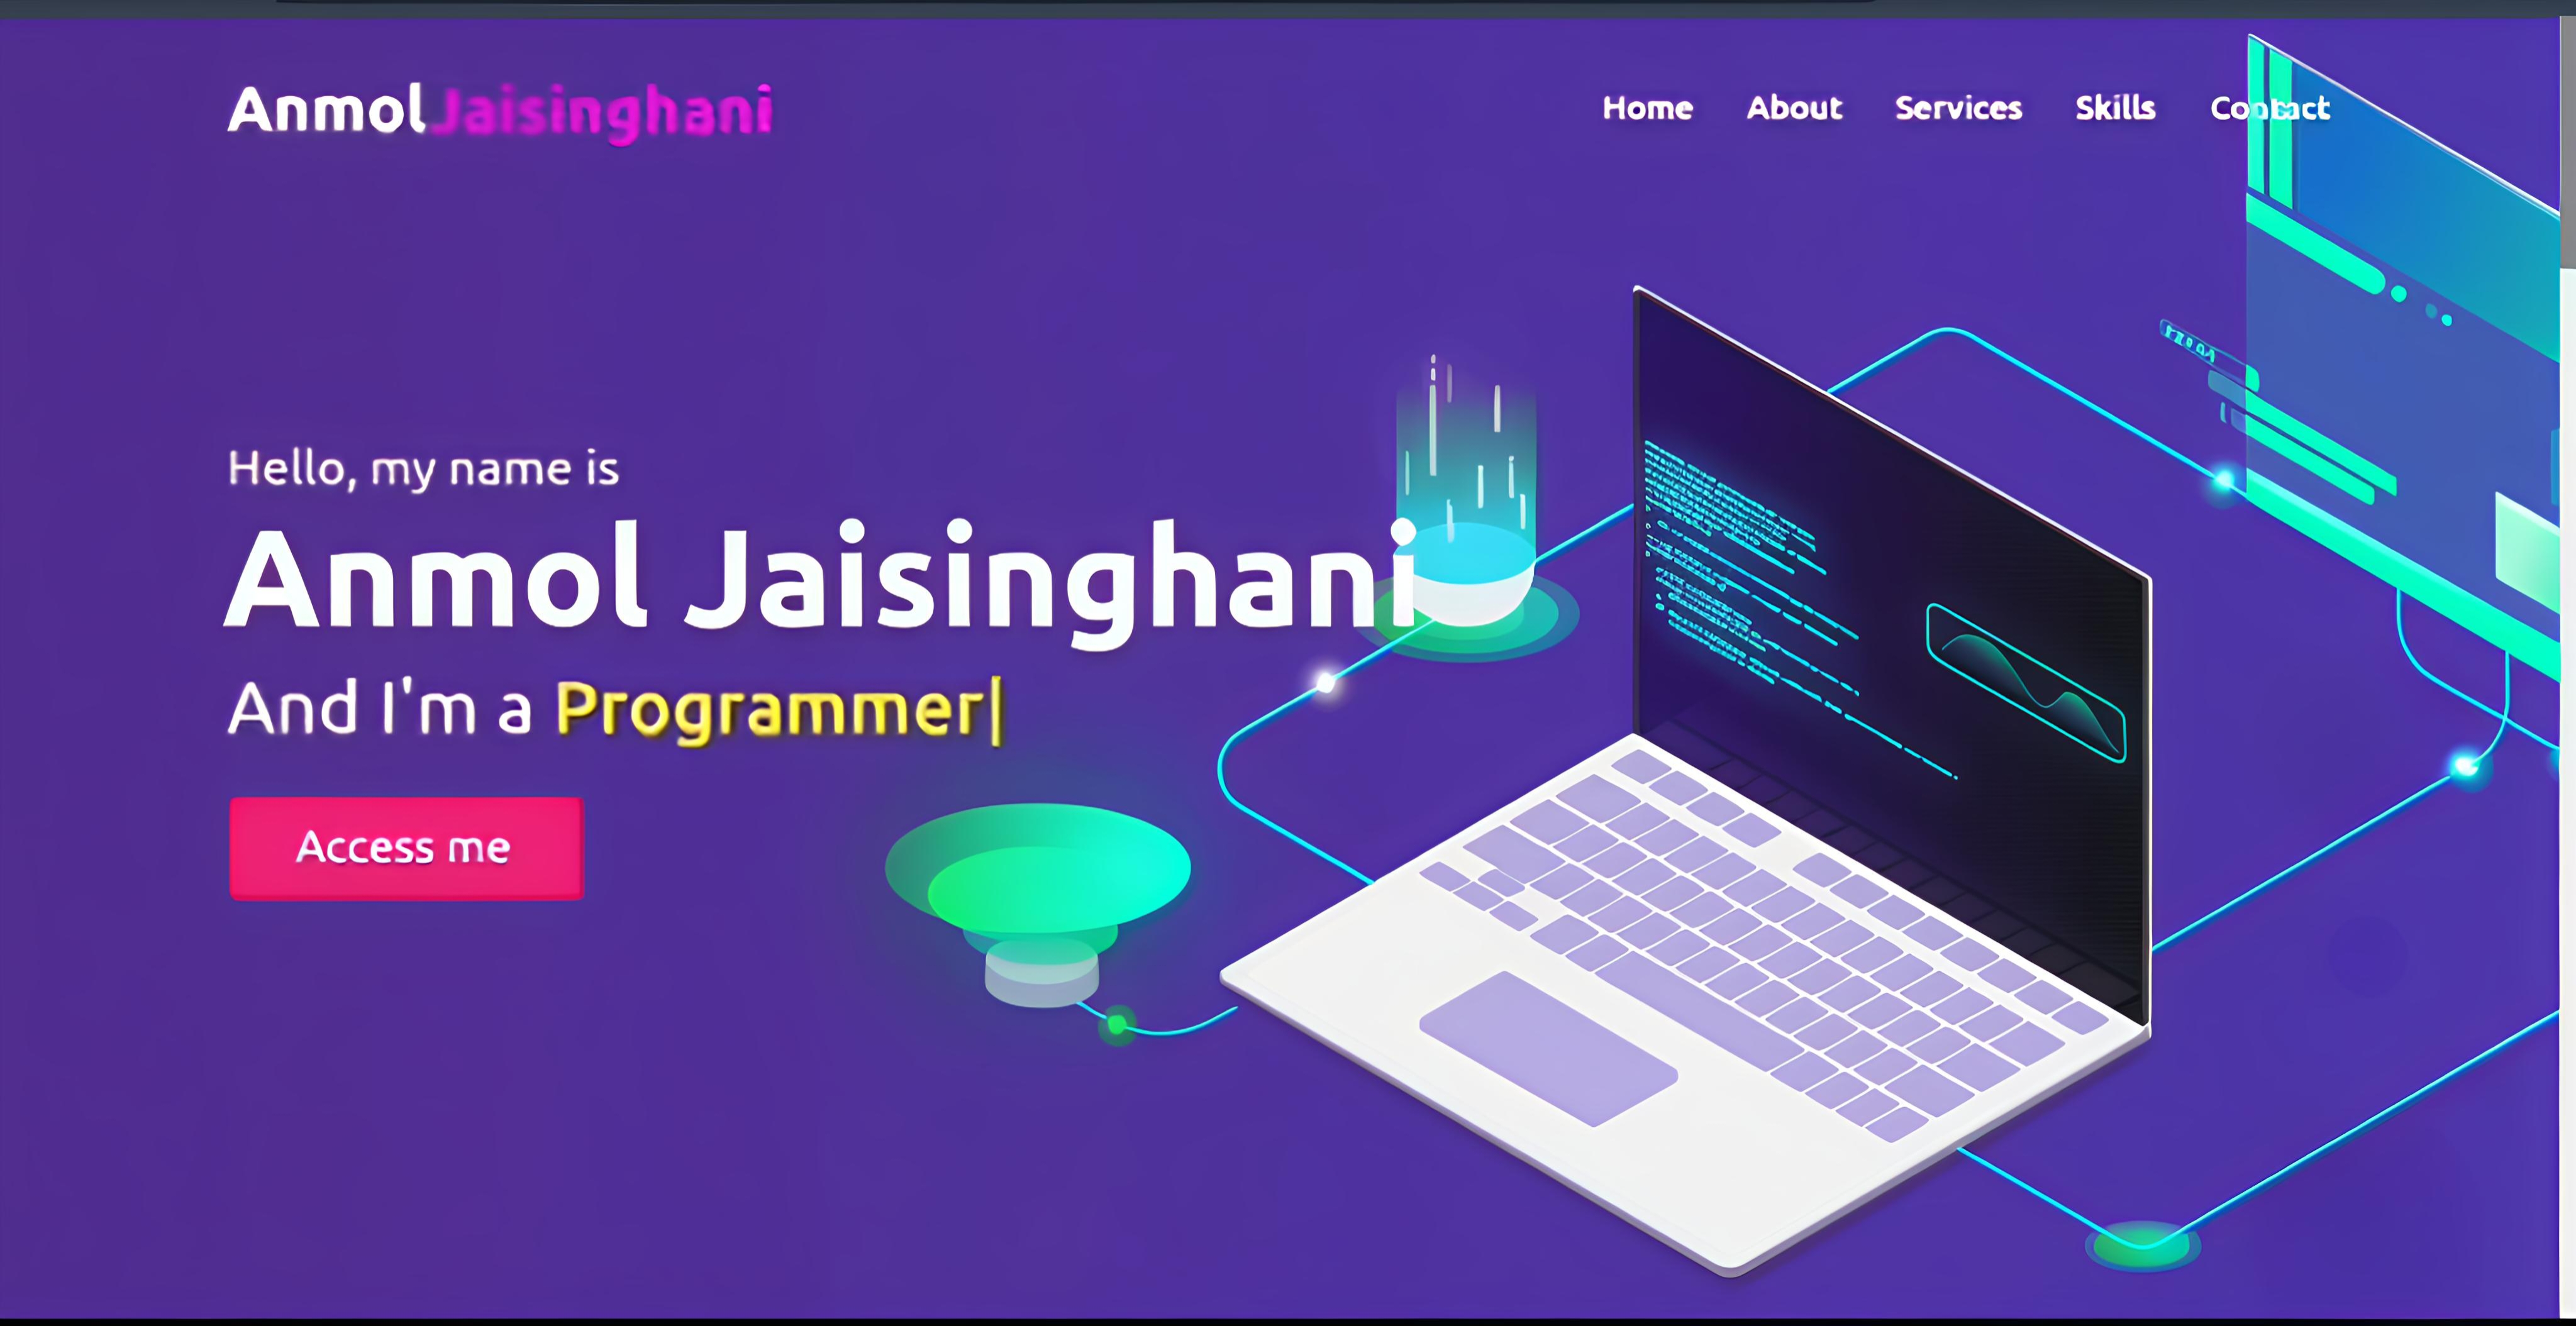 AnmolJaisinghani
Home About Services Skills Contact
Hello, my name is
Anmol Jaisinghani
And I'm a Programmer|
Access me